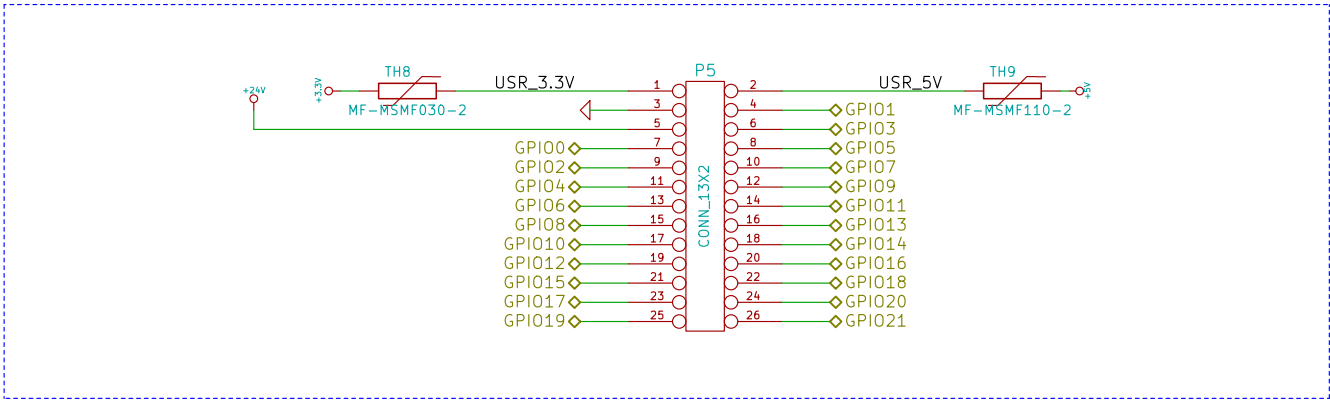 P5
TH8
TH9
+24V
+3.3V
USR_3.3V
1
2
USR_5V
+5V
MF-MSMF030-2
3
4
GPIO1
MF-MSMF110-2
5
6
GPIO3
GPIO0
7
8
GPIO5
GPIO2
9
10
GPIO7
GPIO4
11
12
GPIO9
GPIO6
13
14
GPIO11
GPIO8
15
16
GPIO13
GPIO10
17
18
GPIO14
GPIO12
19
20
GPIO16
GPIO15
21
22
GPIO18
GPIO17
23
24
GPIO20
GPIO19
25
26
GPIO21
CONN_13X2